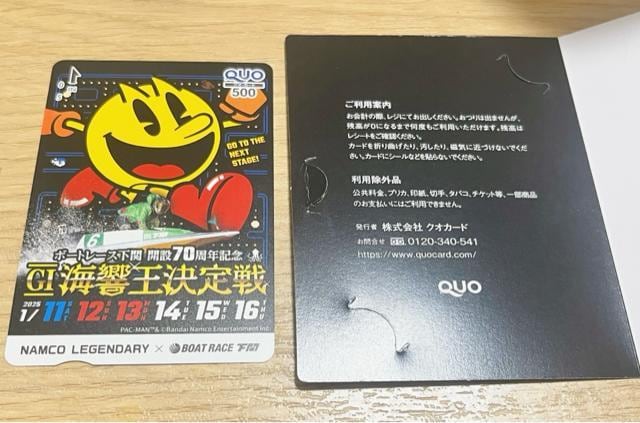 QUO
500
GO TO THE
NEXT
STAGE!
6
ボートレース下関 開設70周年記念
GI 海響王決定戦
2025
1/11 SAT 12 SUN 13 MON 14 TUE 15 WED 16 THU
PAC-MAN™& ©Bandai Namco Entertainment Inc.
NAMCO LEGENDARY × BOAT RACE
ご利用案内
お会計の際、レジにてお出しください。おつりは出ませんが、
残高が0になるまで何度もご利用いただけます。残高は
レシートをご確認ください。
カードを折り曲げたり、汚したり、磁気に近づけないでくだ
さい。カードにシールなどを貼らないでください。
利用除外品
公共料金、プリカ、印紙、切手、タバコ、チケット等、一部商品
のお支払いにはご利用できません。
発行者 株式会社 クオカード
お問合せ 0120-340-541
https://www.quocard.com/
QUO